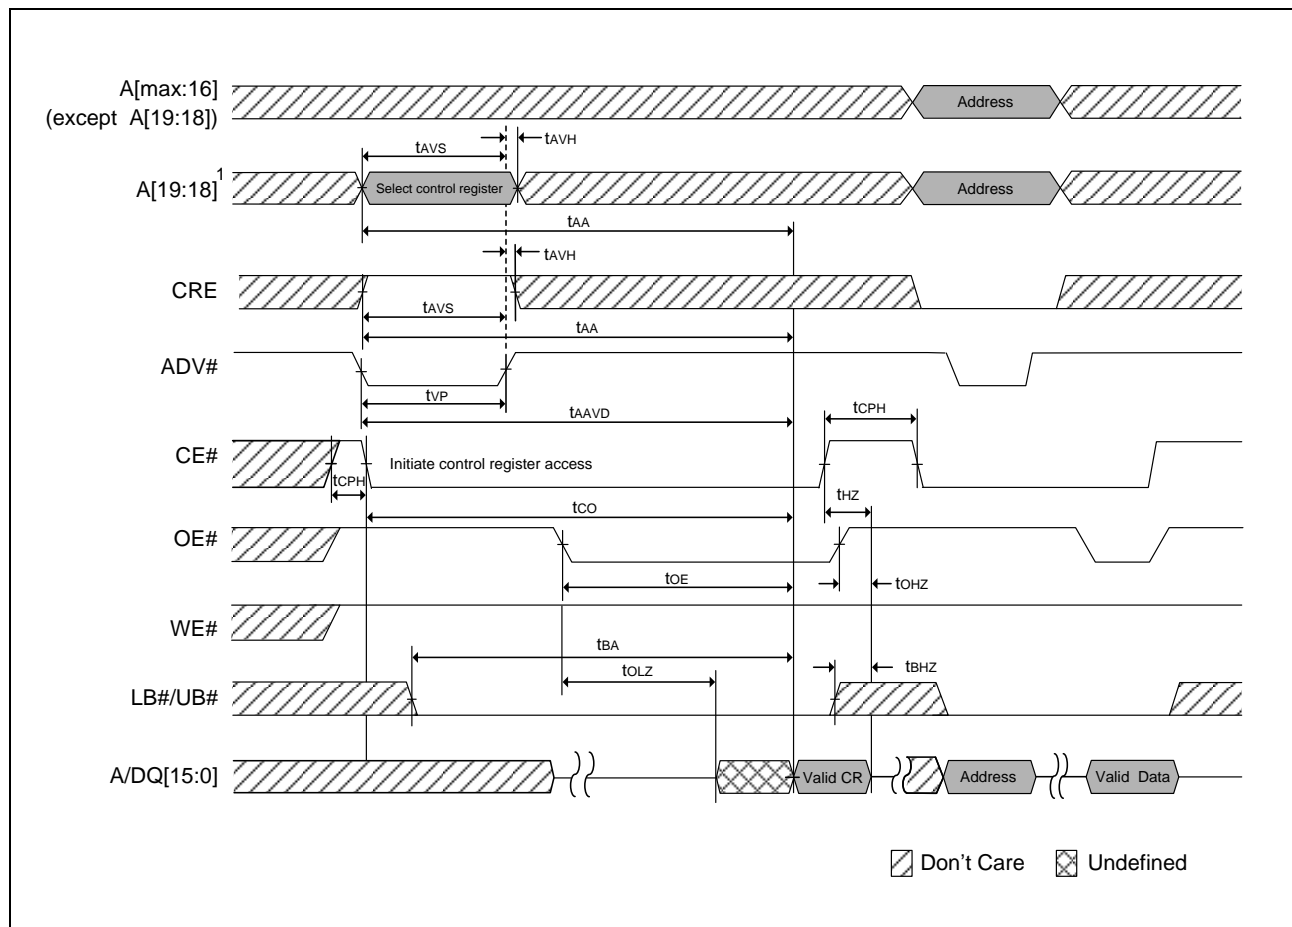 A[max:16]
(except A[19:18])
Address
tAVH
tAVS
A[19:18]1
Select control register
Address
tAA
tAVH
CRE
tAVS
tAA
ADV#
tVP
tAAVD
tCPH
CE#
Initiate control register access
tCPH
tHZ
tCO
OE#
tOE
tOHZ
WE#
tBA
tOLZ
tBHZ
LB#/UB#
A/DQ[15:0]
Valid CR
Address
Valid Data
Don't Care
Undefined